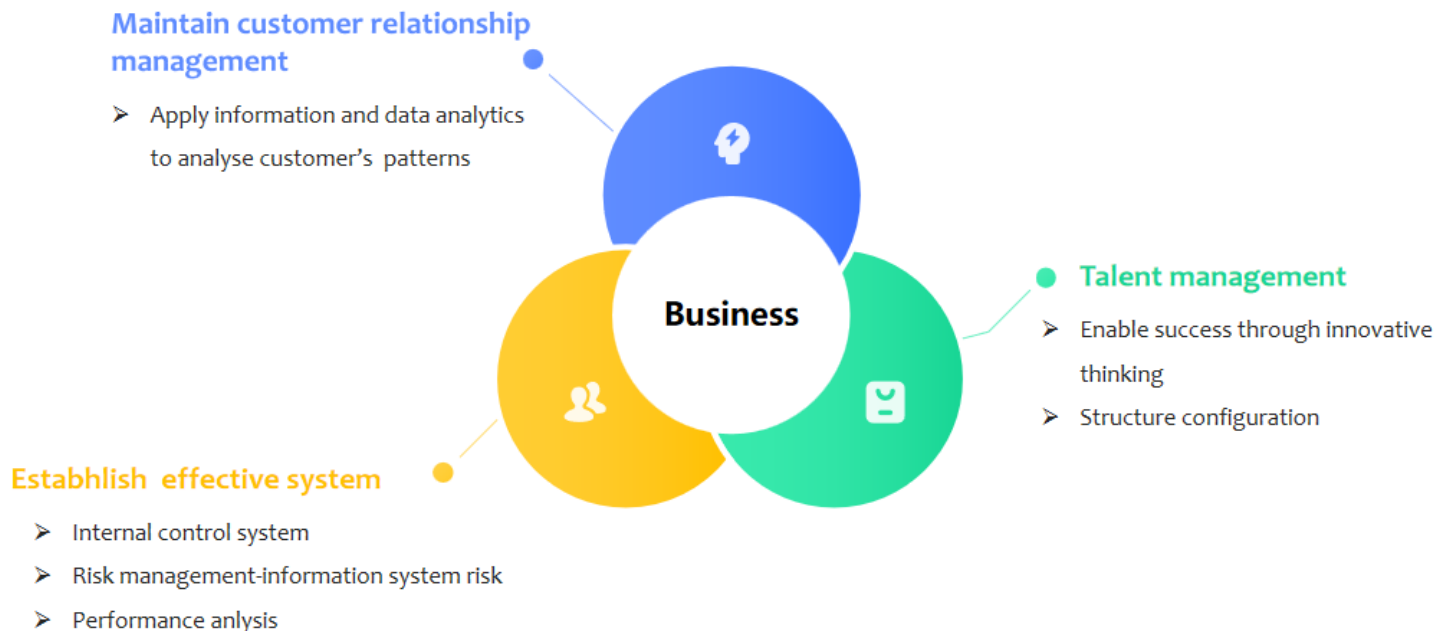 Maintain customer relationship
management
➢ Apply information and data analytics
to analyse customer’s  patterns
Business
Talent management
➢ Enable success through innovative
thinking
➢ Structure configuration
Estabhlish  effective system
➢ Internal control system
➢ Risk management-information system risk
➢ Performance anlysis